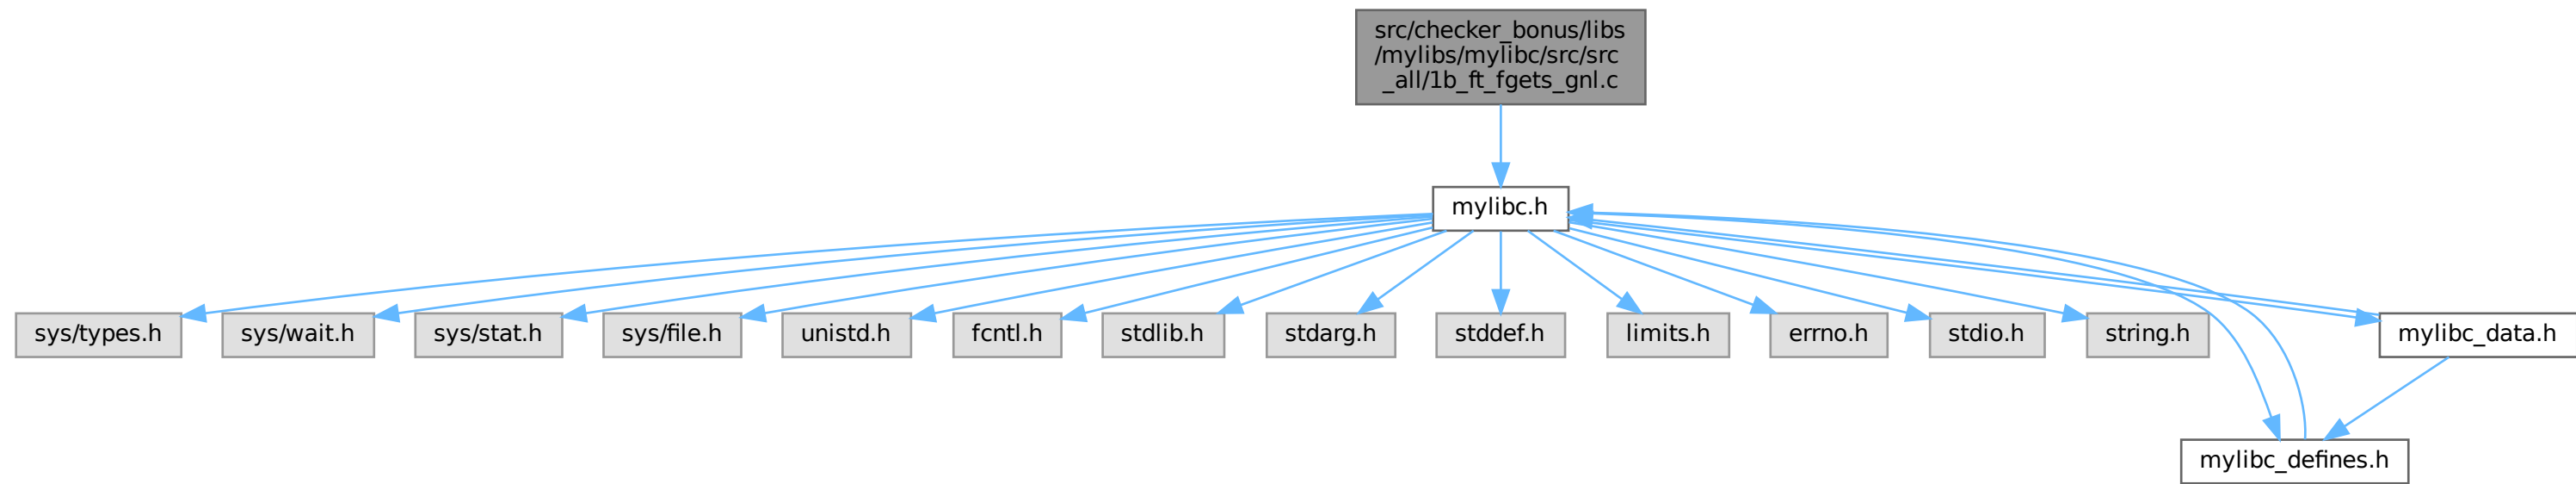 src/checker_bonus/libs
/mylibs/mylibc/src/src
_all/1b_ft_fgets_gnl.c
mylibc.h
sys/types.h
sys/wait.h
sys/stat.h
sys/file.h
unistd.h
fcntl.h
stdlib.h
stdarg.h
stddef.h
limits.h
errno.h
stdio.h
string.h
mylibc_data.h
mylibc_defines.h